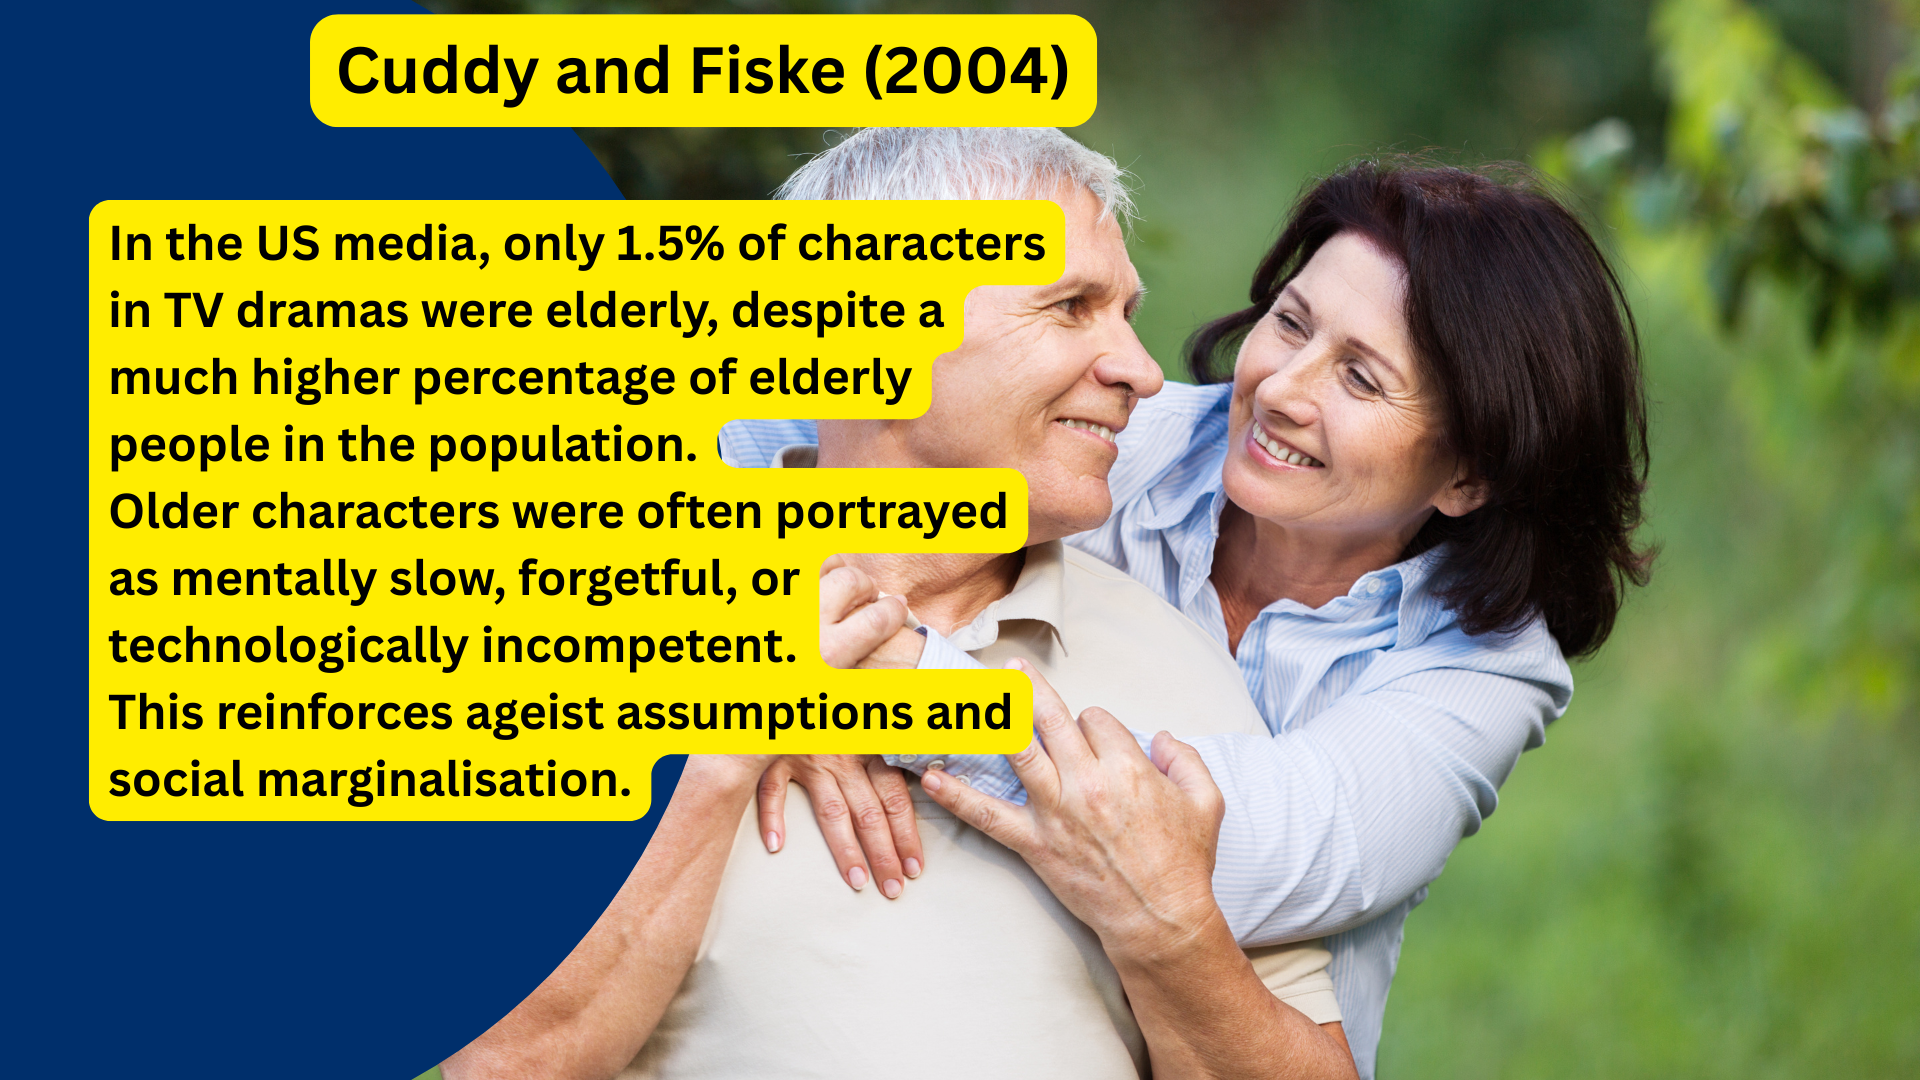 Cuddy and Fiske (2004)
In the US media, only 1.5% of characters
in TV dramas were elderly, despite a
much higher percentage of elderly
people in the population.
Older characters were often portrayed
as mentally slow, forgetful, or
technologically incompetent.
This reinforces ageist assumptions and
social marginalisation.